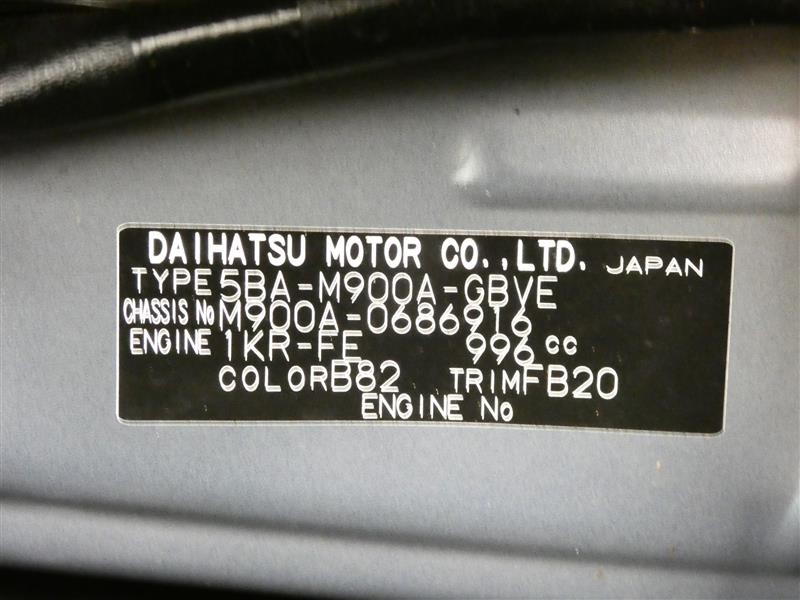 DAIHATSU MOTOR CO.,LTD. JAPAN
TYPE 5BA-M900A-GBVE
CHASSIS No M900A-0686916
ENGINE 1KR-FE 996 cc
COLOR B82 TRIM FB20
ENGINE No